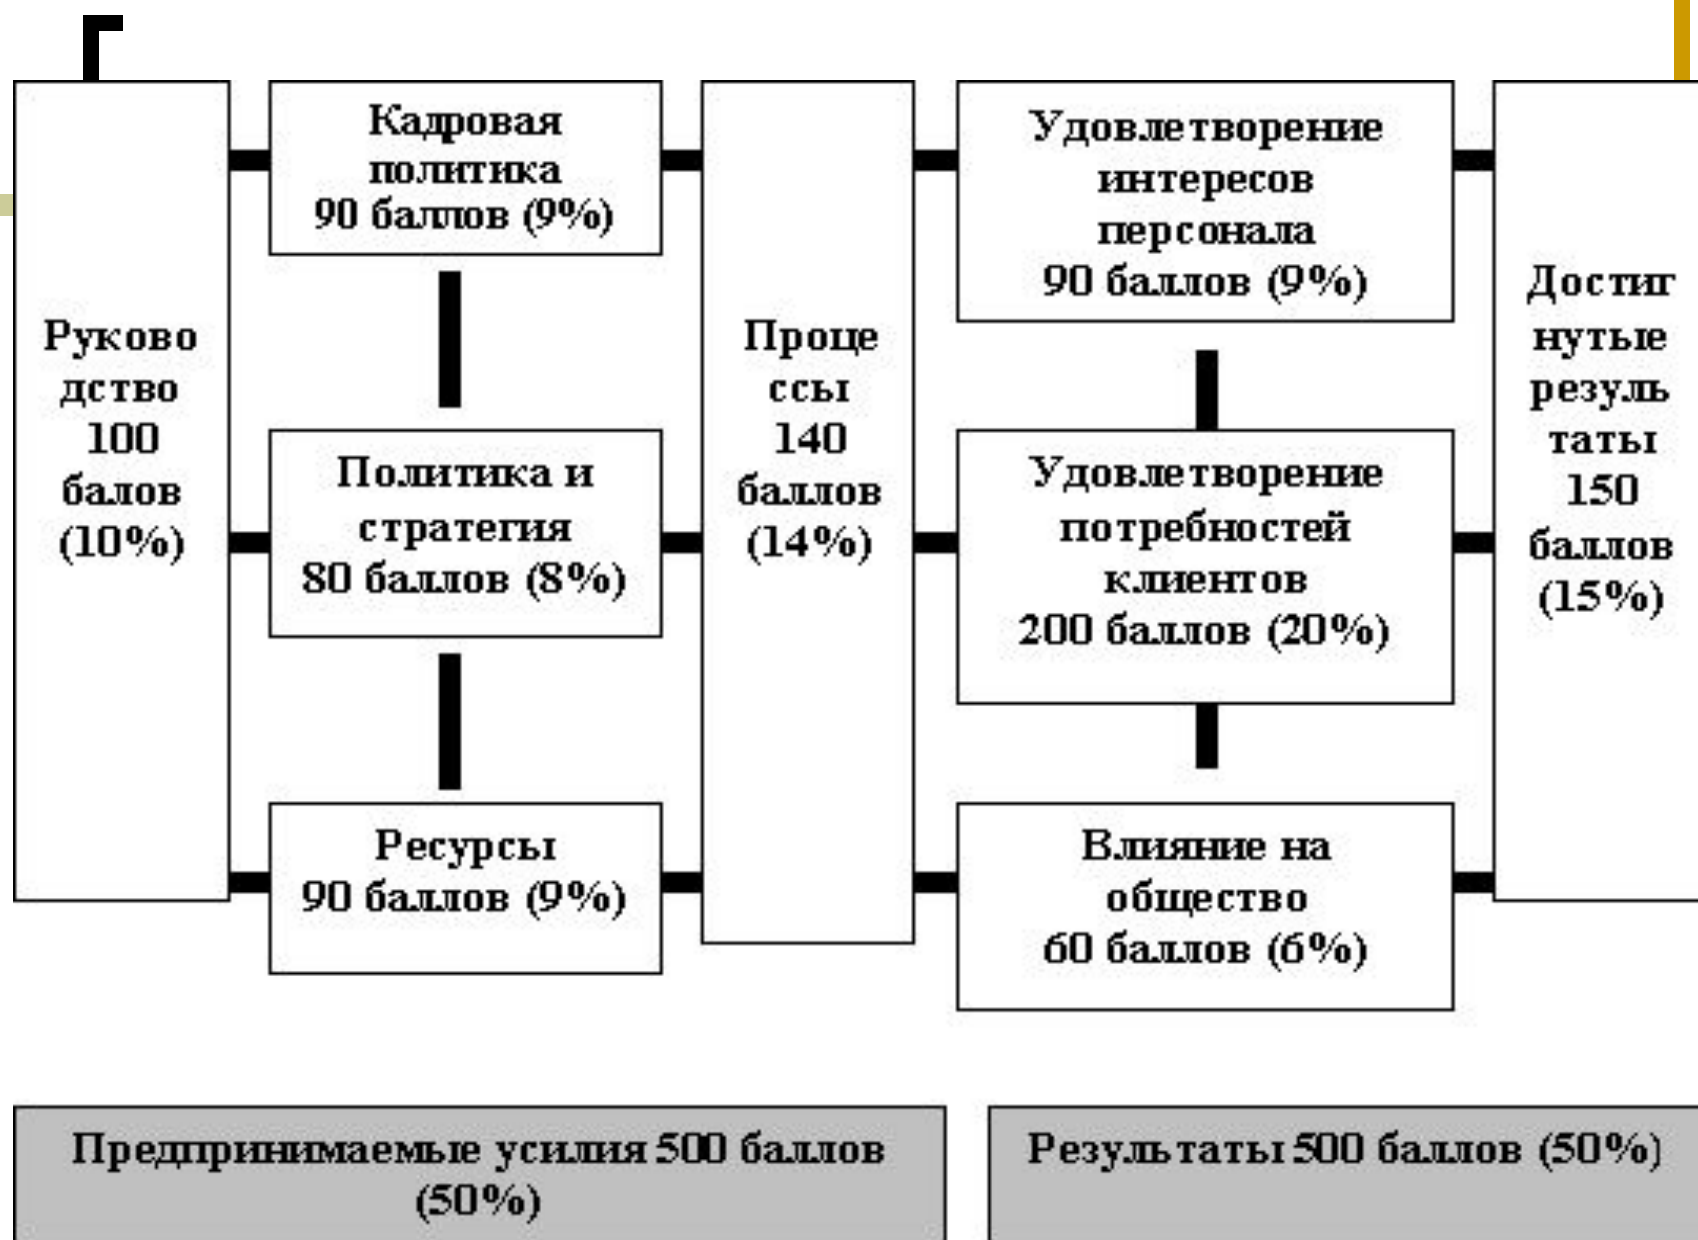 Руково
дство
100
балов
(10%)
Кадровая
политика
90 баллов (9%)
Политика и
стратегия
80 баллов (8%)
Ресурсы
90 баллов (9%)
Проце
ссы
140
баллов
(14%)
Удовлетворение
интересов
персонала
90 баллов (9%)
Удовлетворение
потребностей
клиентов
200 баллов (20%)
Влияние на
общество
60 баллов (6%)
Достиг
нутые
резуль
таты
150
баллов
(15%)
Предпринимаемые усилия 500 баллов
(50%)
Результаты 500 баллов (50%)